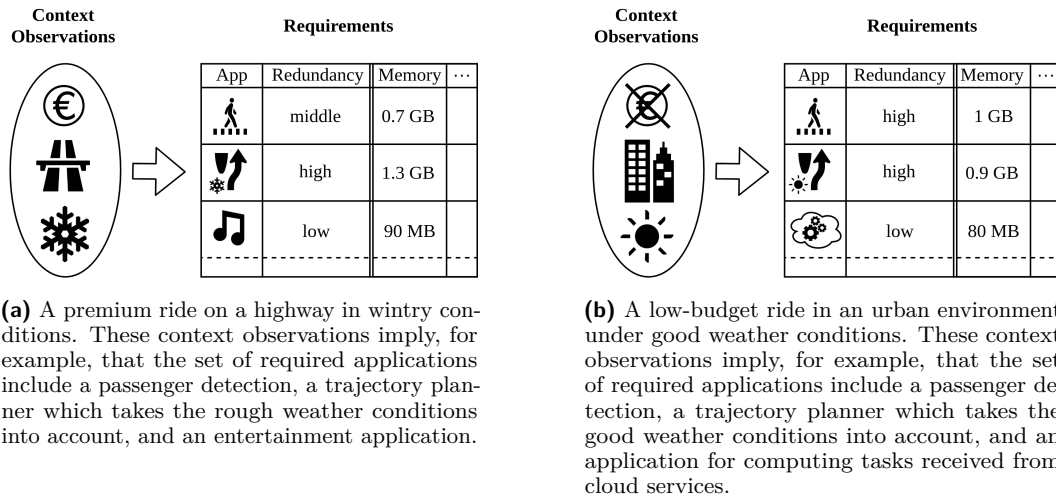 Context
Observations
Requirements
App Redundancy Memory ...
middle 0.7 GB
high 1.3 GB
low 90 MB
(a) A premium ride on a highway in wintry con-
ditions. These context observations imply, for
example, that the set of required applications
include a passenger detection, a trajectory plan-
ner which takes the rough weather conditions
into account, and an entertainment application.
Context
Observations
Requirements
App Redundancy Memory ...
high 1 GB
high 0.9 GB
low 80 MB
(b) A low-budget ride in an urban environment
under good weather conditions. These context
observations imply, for example, that the set
of required applications include a passenger de
tection, a trajectory planner which takes the
good weather conditions into account, and an
application for computing tasks received from
cloud services.